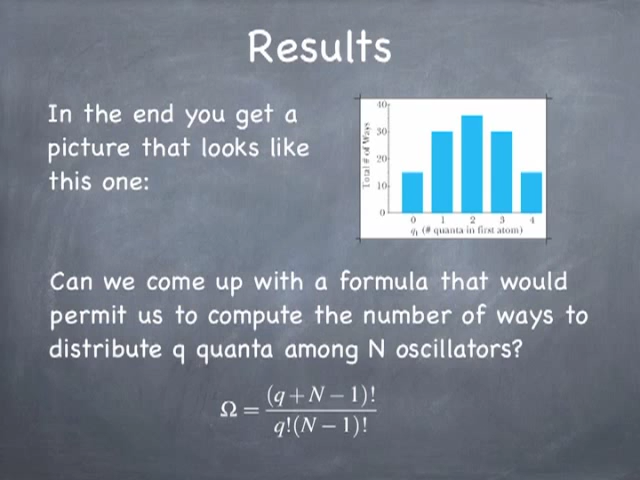 Results
In the end you get a
picture that looks like
this one:
40
30
20
10
0
Total # of Ways
0 1 2 3 4
q₁ (# quanta in first atom)
Can we come up with a formula that would
permit us to compute the number of ways to
distribute q quanta among N oscillators?
Ω = (q + N − 1)! / q!(N − 1)!